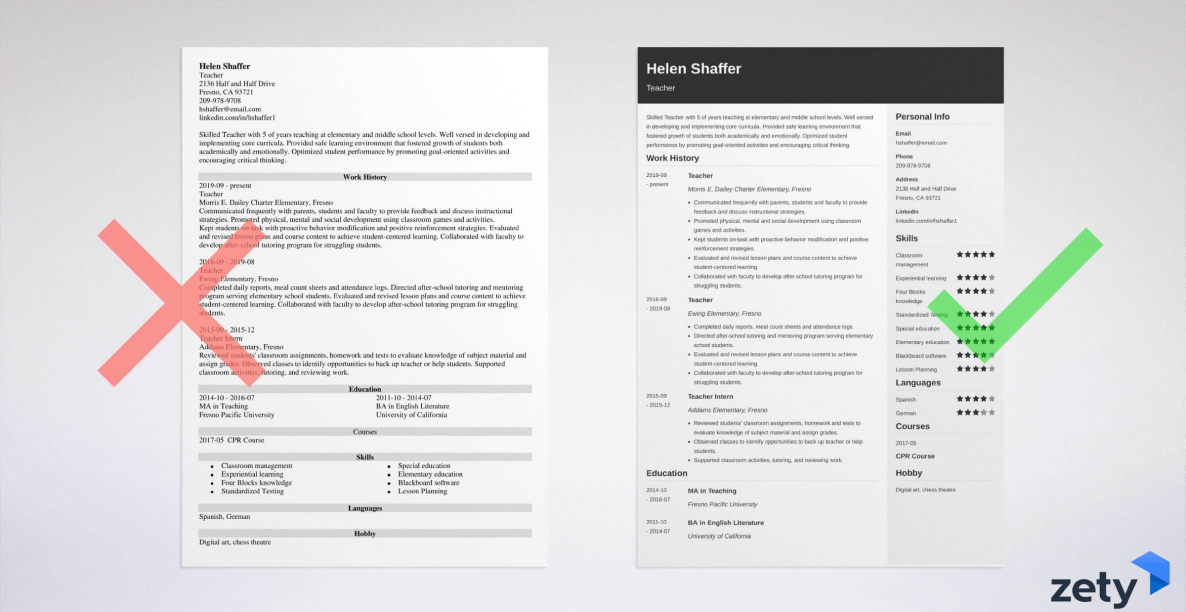 Helen Shaffer
Teacher
2136 Half and Half Drive
Fresno, CA 93721
209-978-9708
hshaffer@email.com
linkedin.com/in/hshaffer1
Skilled Teacher with 5 of years teaching at elementary and middle school levels. Well versed in developing and
implementing core curricula. Provided safe learning environment that fostered growth of students both
academically and emotionally. Optimized student performance by promoting goal-oriented activities and
encouraging critical thinking.
Work History
2019-09 - present
Teacher
Morris E. Dailey Charter Elementary, Fresno
Communicated frequently with parents, students and faculty to provide feedback and discuss instructional
strategies. Promoted physical, mental and social development using classroom games and activities.
Kept students on-task with proactive behavior modification and positive reinforcement strategies. Evaluated
and revised lesson plans and course content to achieve student-centered learning. Collaborated with faculty to
develop after-school tutoring program for struggling students.
2016-09 -2019-08
Teacher
Ewing Elementary, Fresno
Completed daily reports, meal count sheets and attendance logs. Directed after-school tutoring and mentoring
program serving elementary school students. Evaluated and revised lesson plans and course content to achieve
student-centered learning. Collaborated with faculty to develop after-school tutoring program for struggling
students.
2015-09 - 2015-12
Teacher Intern
Addams Elementary, Fresno
Reviewed students' classroom assignments, homework and tests to evaluate knowledge of subject material and
assign grades. Observed classes to identify opportunities to back up teacher or help students. Supported
classroom activities, tutoring, and reviewing work.
Education
2014-10 - 2016-07 2011-10 - 2014-07
MA in Teaching BA in English Literature
Fresno Pacific University University of California
Courses
2017-05 CPR Course
Skills
• Classroom management • Special education
• Experiential learning • Elementary education
• Four Blocks knowledge • Blackboard software
• Standardized Testing • Lesson Planning
Languages
Spanish, German
Hobby
Digital art, chess theatre
Helen Shaffer
Teacher
Skilled Teacher with 5 of years teaching at elementary and middle school levels. Well versed
in developing and implementing core curricula. Provided safe learning environment that
fostered growth of students both academically and emotionally. Optimized student
performance by promoting goal-oriented activities and encouraging critical thinking.
Work History
2019-09 Teacher
- present
Morris E. Dailey Charter Elementary, Fresno
• Communicated frequently with parents, students and faculty to provide
feedback and discuss instructional strategies.
• Promoted physical, mental and social development using classroom
games and activities.
• Kept students on-task with proactive behavior modification and positive
reinforcement strategies.
• Evaluated and revised lesson plans and course content to achieve
student-centered learning.
• Collaborated with faculty to develop after-school tutoring program for
struggling students.
2016-09 Teacher
- 2019-08
Ewing Elementary, Fresno
• Completed daily reports, meal count sheets and attendance logs.
• Directed after-school tutoring and mentoring program serving elementary
school students.
• Evaluated and revised lesson plans and course content to achieve
student-centered learning.
• Collaborated with faculty to develop after-school tutoring program for
struggling students.
2015-09 Teacher Intern
- 2015-12
Addams Elementary, Fresno
• Reviewed students' classroom assignments, homework and tests to
evaluate knowledge of subject material and assign grades.
• Observed classes to identify opportunities to back up teacher or help
students.
• Supported classroom activities, tutoring, and reviewing work.
Education
2014-10 MA in Teaching
- 2016-07
Fresno Pacific University
2011-10 BA in English Literature
- 2014-07
University of California
Personal Info
Email
hshaffer@email.com
Phone
209-978-9708
Address
2136 Half and Half Drive
Fresno, CA 93721
LinkedIn
linkedin.com/in/hshaffer1
Skills
Classroom
management
Experiential learning
Four Blocks
knowledge
Standardized Testing
Special education
Elementary education
Blackboard software
Lesson Planning
Languages
Spanish
German
Courses
2017-05
CPR Course
Hobby
Digital art, chess theatre
zety